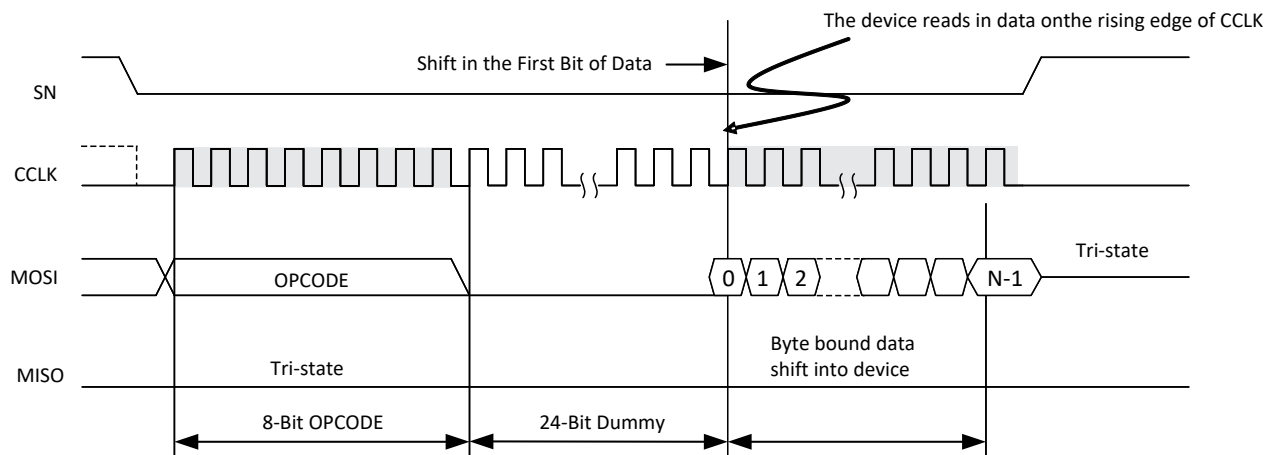 The device reads in data onthe rising edge of CCLK
Shift in the First Bit of Data
SN
CCLK
Tri-state
MOSI
OPCODE
0 1 2 N-1
Byte bound data
shift into device
Tri-state
MISO
8-Bit OPCODE
24-Bit Dummy